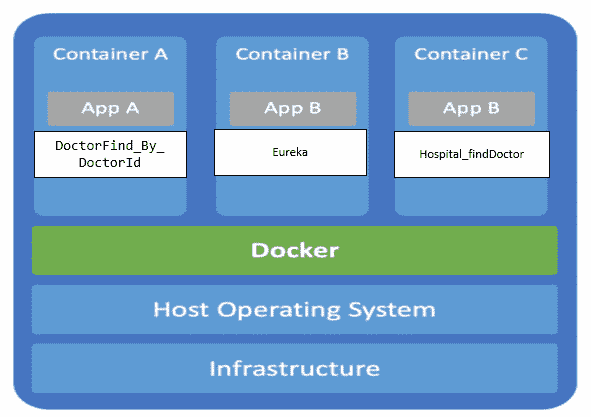 Container A
Container B
Container C
App A
App B
App B
DoctorFind_By_
DoctorId
Eureka
Hospital_findDoctor
Docker
Host Operating System
Infrastructure